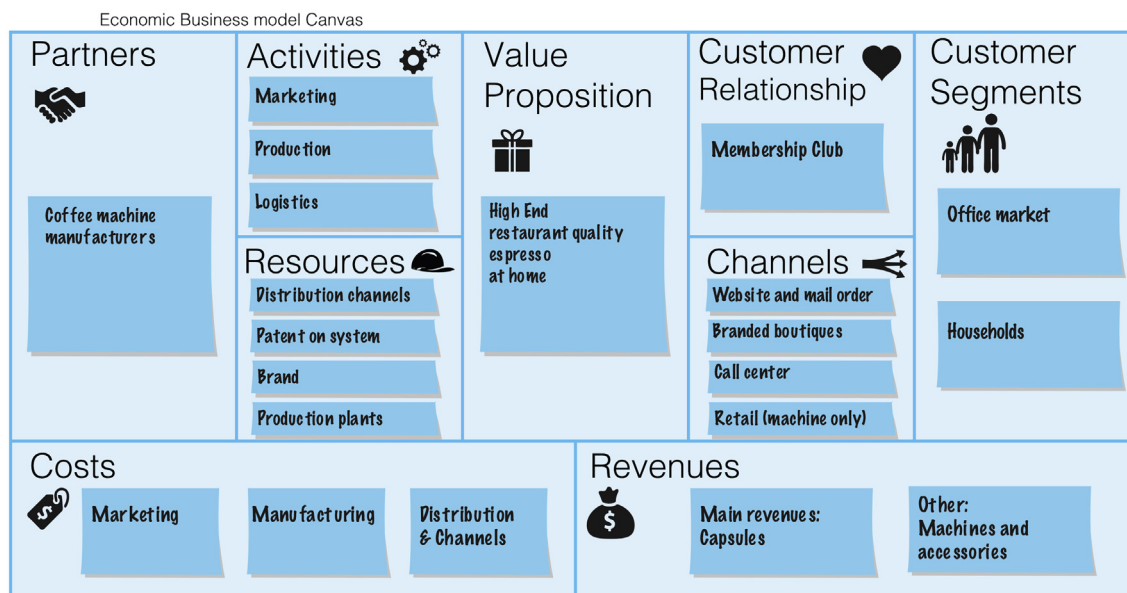 Economic Business model Canvas
Partners
Coffee machine
manufacturers
Activities
Marketing
Production
Logistics
Resources
Distribution channels
Patent on system
Brand
Production plants
Value
Proposition
High End
restaurant quality
espresso
at home
Customer
Relationship
Membership Club
Channels
Website and mail order
Branded boutiques
Call center
Retail (machine only)
Customer
Segments
Office market
Households
Costs
$
Marketing
Manufacturing
Distribution
& Channels
Revenues
$
Main revenues:
Capsules
Other:
Machines and
accessories